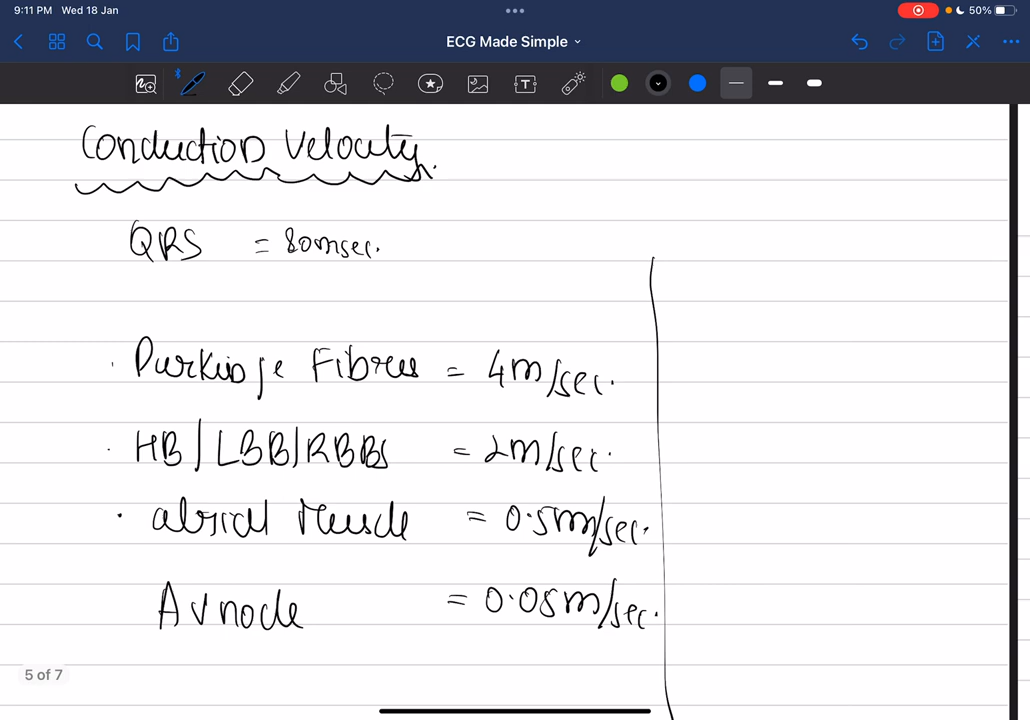 9:11 PM Wed 18 Jan
50%
ECG Made Simple
Conduction Velocity.
QRS = 80msec.
Purkinje Fibres = 4m/sec.
HB/LBB/RBBs = 2m/sec.
atrial Muscle = 0.5m/sec.
AV node = 0.05m/sec.
5 of 7